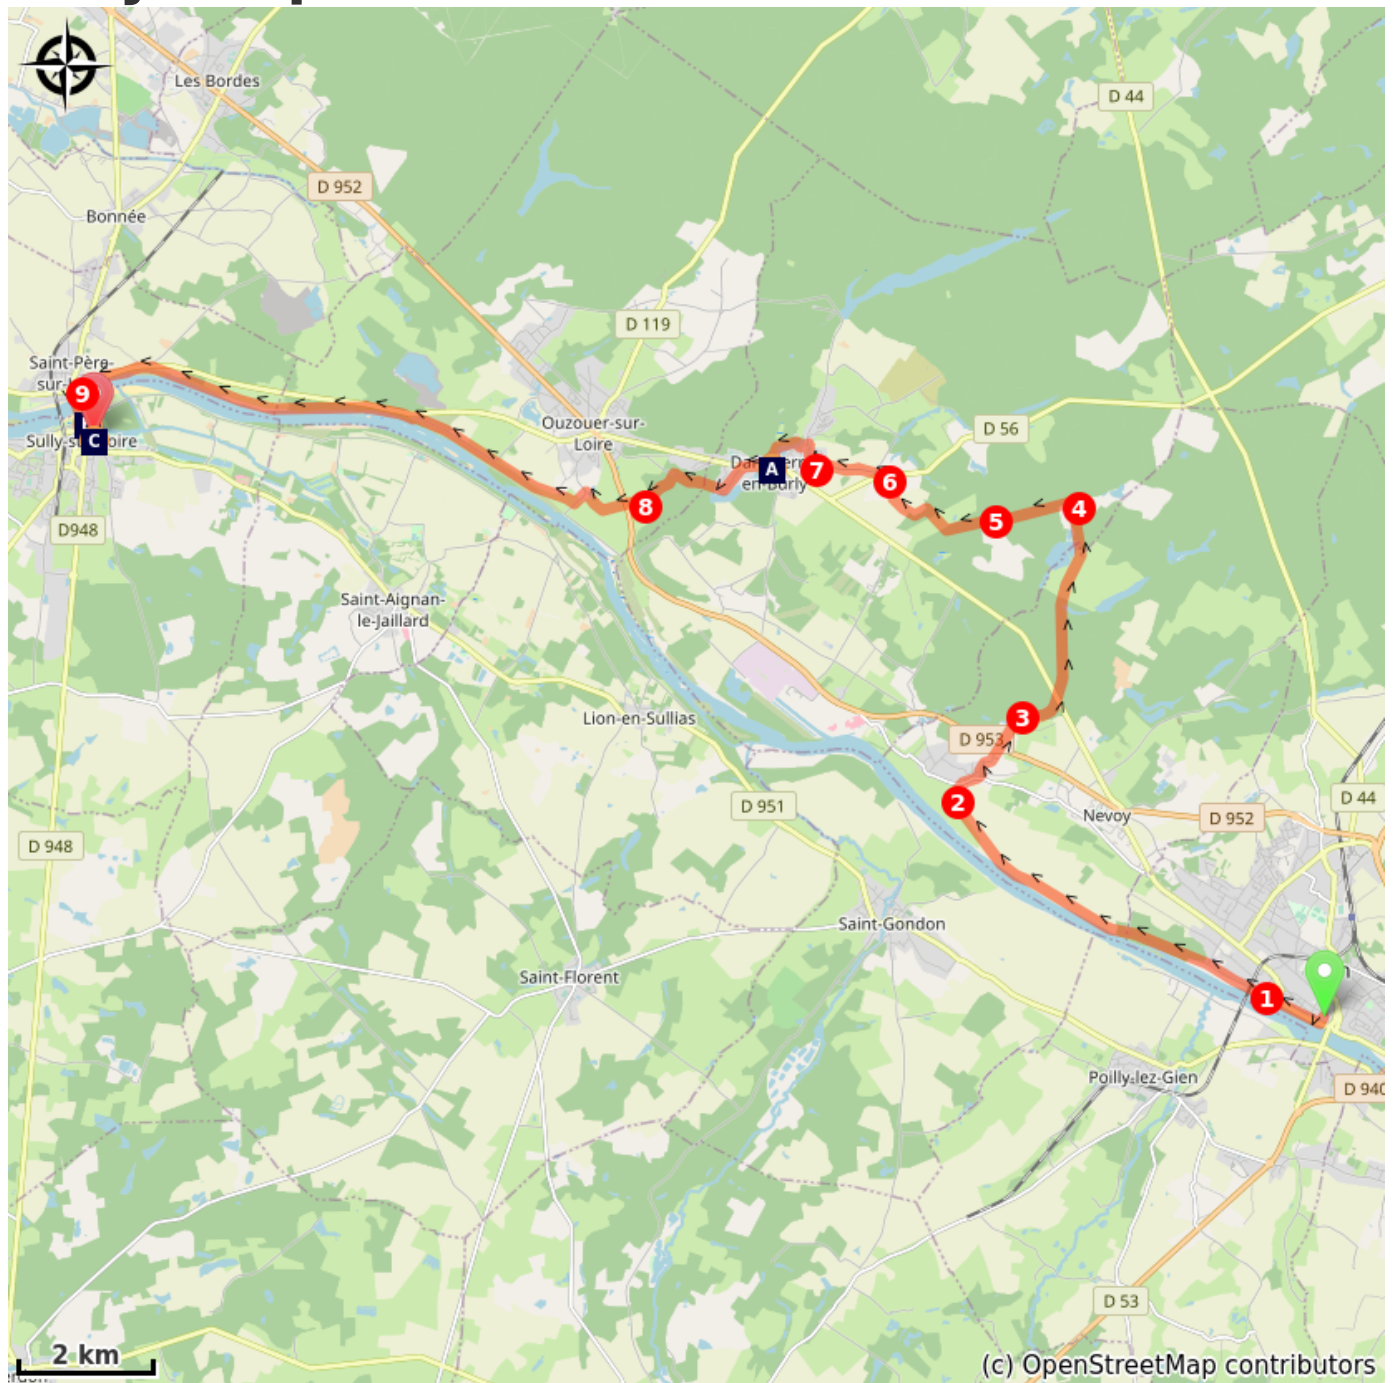 Les Bordes
D 44
D 952
Bonnée
D 119
Saint-Père-
sur-
9
Ouzouer-sur-
Loire
D 56
Sully-s
oire
C
A
en-Burly
7
6
8
5
4
D948
Saint-Aignan-
le-Jaillard
Lion-en-Sullias
3
D 953
2
D 951
Nevoy
D 952
D 44
D 948
Saint-Gondon
Saint-Florent
1
Poilly-lez-Gien
D 940
D 53
2 km
(c) OpenStreetMap contributors